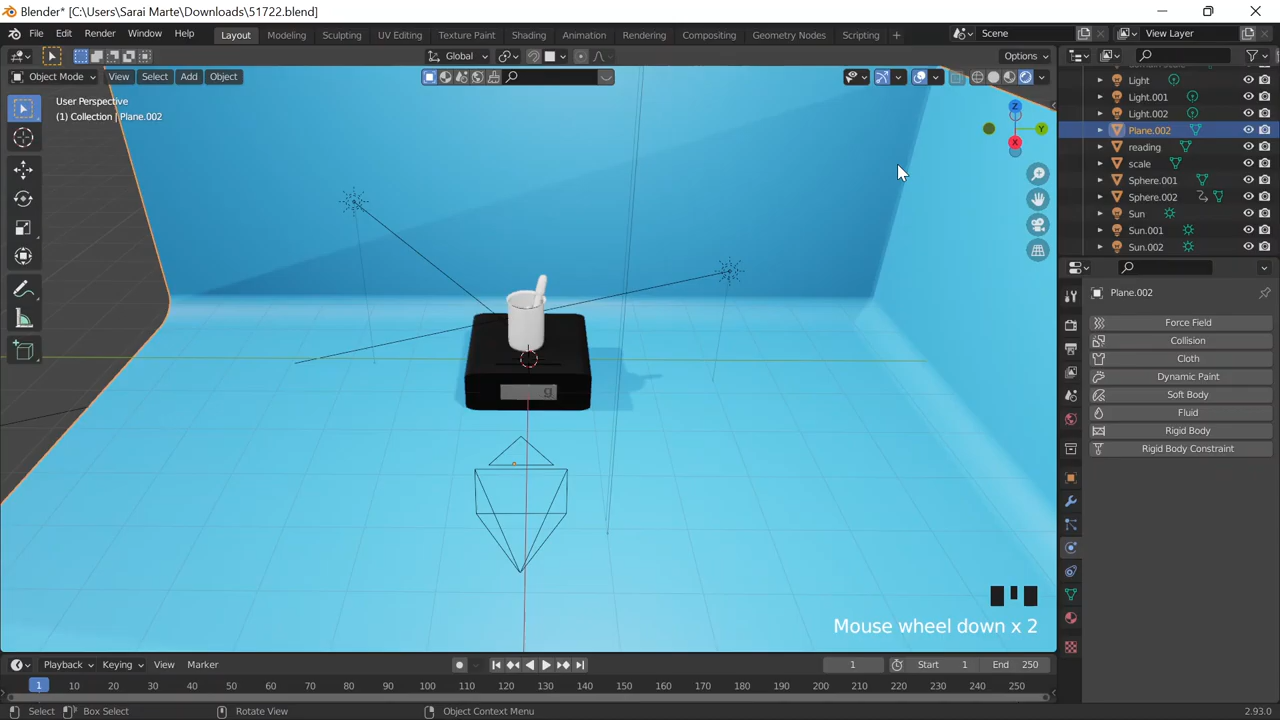 Blender* [C:\Users\Sarai Marte\Downloads\51722.blend]
File Edit Render Window Help Layout Modeling Sculpting UV Editing Texture Paint Shading Animation Rendering Compositing Geometry Nodes Scripting + Scene View Layer
Global Options
Object Mode View Select Add Object
User Perspective
(1) Collection | Plane.002
Z
Y
X
Light
Light.001
Light.002
Plane.002
reading
scale
Sphere.001
Sphere.002
Sun
Sun.001
Sun.002
Plane.002
Force Field
Collision
Cloth
Dynamic Paint
Soft Body
Fluid
Rigid Body
Rigid Body Constraint
g
Mouse wheel down x 2
Playback Keying View Marker 1 Start 1 End 250
1 10 20 30 40 50 60 70 80 90 100 110 120 130 140 150 160 170 180 190 200 210 220 230 240 250
Select Box Select Rotate View Object Context Menu 2.93.0